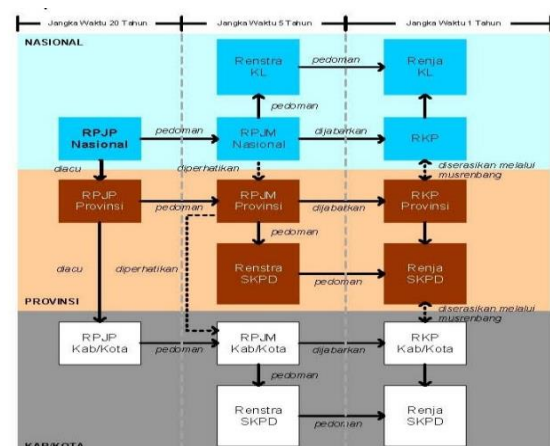 Jangka Waktu 20 Tahun
Jangka Waktu 5 Tahun
Jangka Waktu 1 Tahun
NASIONAL
Renstra
KL
pedoman
Renja
KL
pedoman
RPJP
Nasional
pedoman
RPJM
Nasional
dijabarkan
RKP
diacu
diperhatikan
diserasikan melalui
musrenbang
RPJP
Provinsi
pedoman
RPJM
Provinsi
dijabatkan
RKP
Provinsi
pedoman
diacu
diperhatikan
Renstra
SKPD
pedoman
Renja
SKPD
PROVINSI
diserasikan melalui
musrenbang
RPJP
Kab/Kota
pedoman
RPJM
Kab/Kota
dijabarkan
RKP
Kab/Kota
pedoman
Renstra
SKPD
pedoman
Renja
SKPD
KAB/KOTA